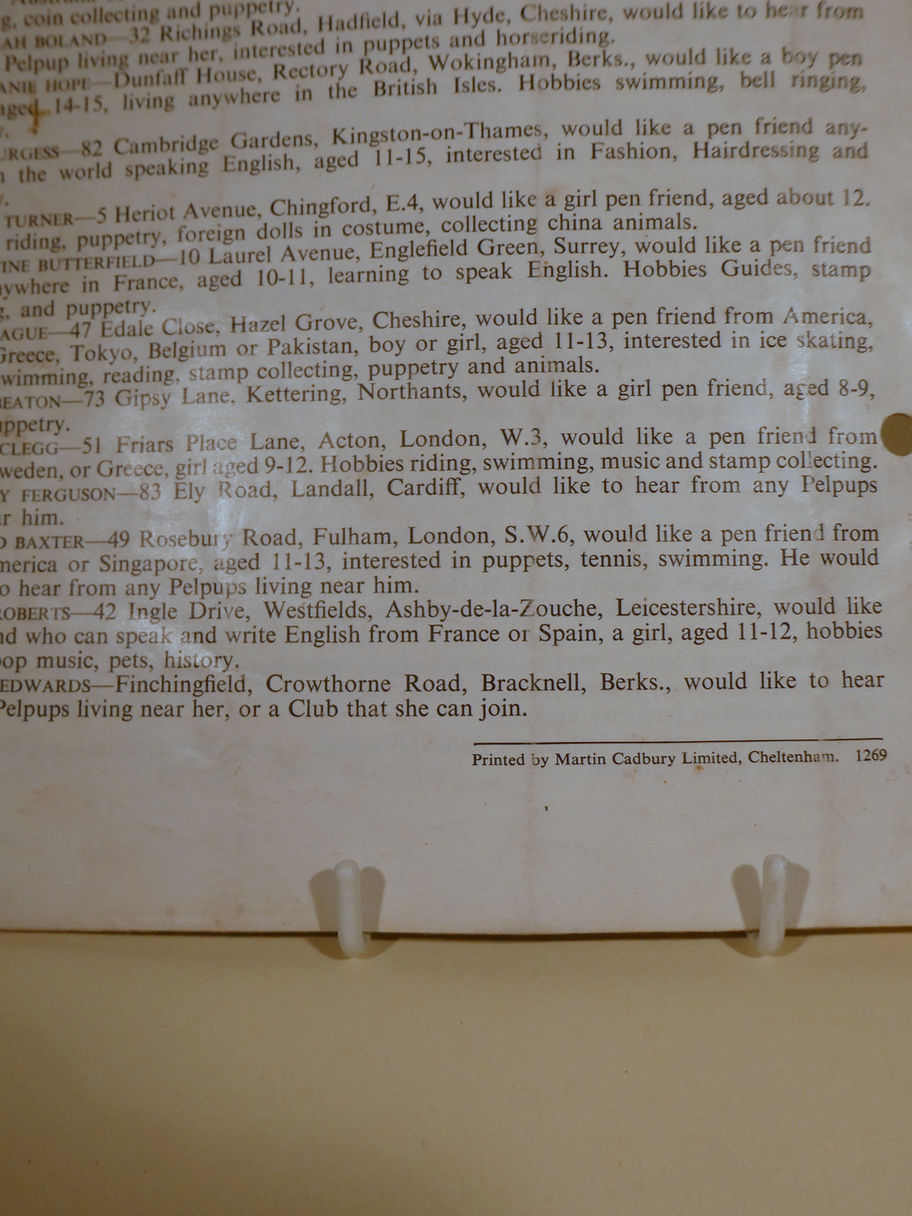 g, coin collecting and puppetry.
AH BOLAND—32 Richings Road, Hadfield, via Hyde, Cheshire, would like to hear from
Pelpup living near her, interested in puppets and horseriding.
ANIE HOPE—Dunfaff House, Rectory Road, Wokingham, Berks., would like a boy pen
aged 14-15, living anywhere in the British Isles. Hobbies swimming, bell ringing,
y.
URGESS—82 Cambridge Gardens, Kingston-on-Thames, would like a pen friend any-
n the world speaking English, aged 11-15, interested in Fashion, Hairdressing and
y.
TURNER—5 Heriot Avenue, Chingford, E.4, would like a girl pen friend, aged about 12.
riding, puppetry, foreign dolls in costume, collecting china animals.
INE BUTTERFIELD—10 Laurel Avenue, Englefield Green, Surrey, would like a pen friend
ywhere in France, aged 10-11, learning to speak English. Hobbies Guides, stamp
g, and puppetry.
AGUE—47 Edale Close, Hazel Grove, Cheshire, would like a pen friend from America,
Greece, Tokyo, Belgium or Pakistan, boy or girl, aged 11-13, interested in ice skating,
wimming, reading, stamp collecting, puppetry and animals.
BEATON—73 Gipsy Lane, Kettering, Northants, would like a girl pen friend, aged 8-9,
uppetry.
CLEGG—51 Friars Place Lane, Acton, London, W.3, would like a pen friend from
weden, or Greece, girl aged 9-12. Hobbies riding, swimming, music and stamp collecting.
Y FERGUSON—83 Ely Road, Landall, Cardiff, would like to hear from any Pelpups
r him.
D BAXTER—49 Rosebury Road, Fulham, London, S.W.6, would like a pen friend from
merica or Singapore, aged 11-13, interested in puppets, tennis, swimming. He would
o hear from any Pelpups living near him.
ROBERTS—42 Ingle Drive, Westfields, Ashby-de-la-Zouche, Leicestershire, would like
nd who can speak and write English from France or Spain, a girl, aged 11-12, hobbies
pop music, pets, history.
EDWARDS—Finchingfield, Crowthorne Road, Bracknell, Berks., would like to hear
Pelpups living near her, or a Club that she can join.
Printed by Martin Cadbury Limited, Cheltenham. 1269